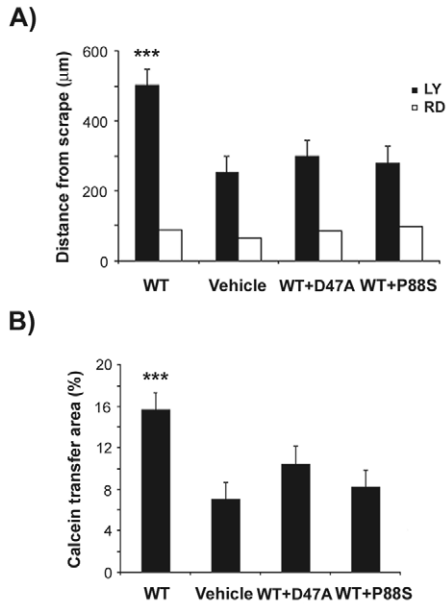 A)
Distance from scrape (µm)
600
400
200
0
***
■ LY
□ RD
WT Vehicle WT+D47A WT+P88S
B)
Calcein transfer area (%)
20
16
12
8
4
0
***
WT Vehicle WT+D47A WT+P88S